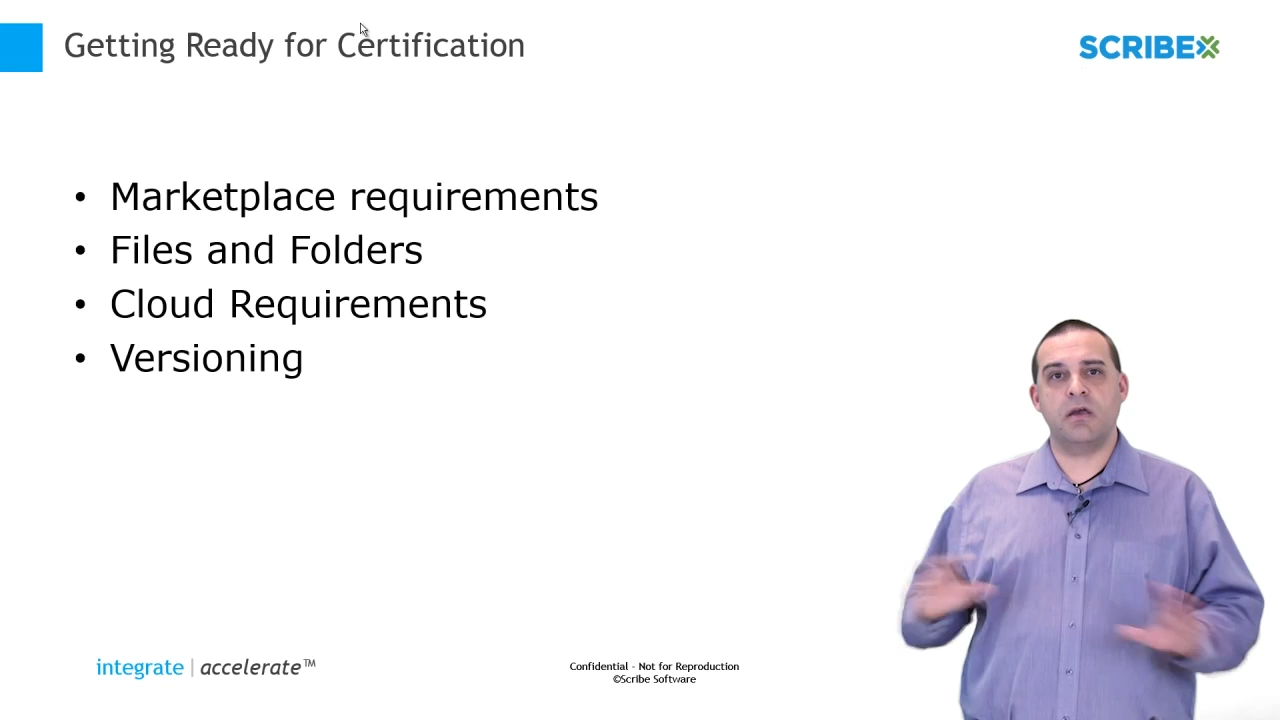 Getting Ready for Certification
SCRIBE
• Marketplace requirements
• Files and Folders
• Cloud Requirements
• Versioning
integrate | accelerate™
Confidential - Not for Reproduction
©Scribe Software